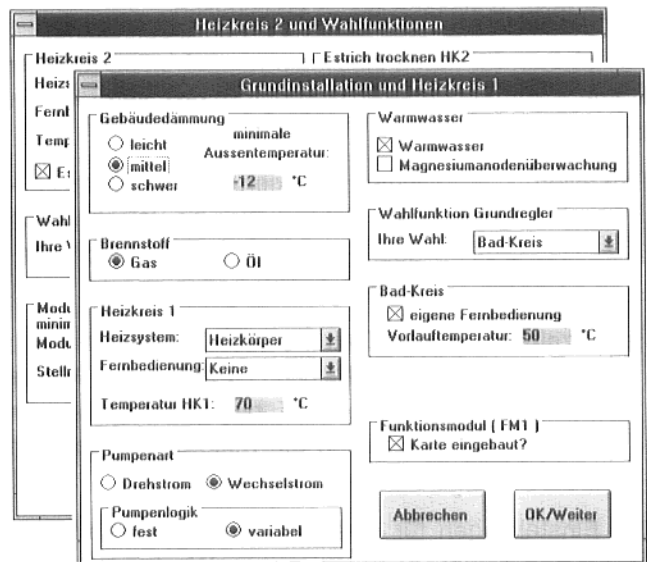 Heizkreis 2 und Wahlfunktionen
Heizkreis 2
Estrich trocknen HK2
Grundinstallation und Heizkreis 1
Gebäudedämmung
leicht
mittel
schwer
minimale
Aussentemperatur:
-12 °C
Brennstoff
Gas
Öl
Heizkreis 1
Heizsystem: Heizkörper
Fernbedienung: Keine
Temperatur HK1: 70 °C
Pumpenart
Drehstrom
Wechselstrom
Pumpenlogik
fest
variabel
Warmwasser
Warmwasser
Magnesiumanodenüberwachung
Wahlfunktion Grundregler
Ihre Wahl: Bad-Kreis
Bad-Kreis
eigene Fernbedienung
Vorlauftemperatur: 50 °C
Funktionsmodul ( FM1 )
Karte eingebaut?
Abbrechen
OK/Weiter